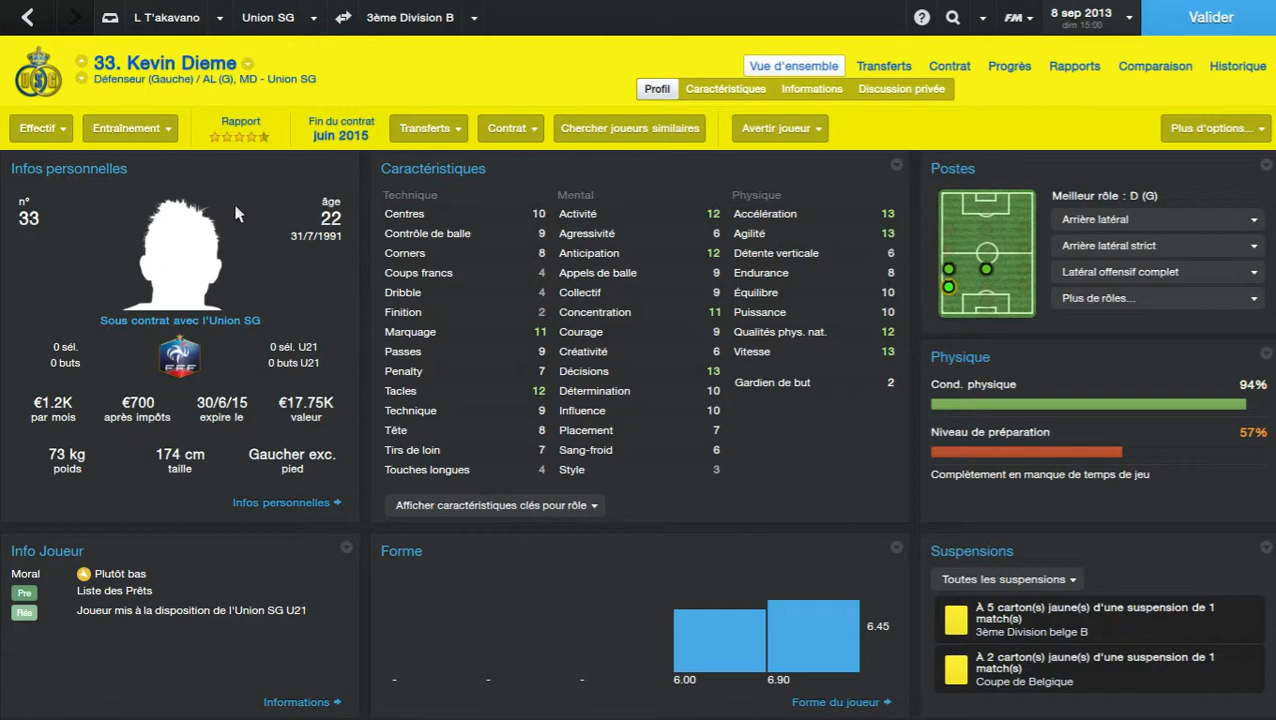 L T'akavano
Union SG
3ème Division B
FM
8 sep 2013
dim 15:00
Valider
33. Kevin Dieme
Défenseur (Gauche) / AL (G), MD - Union SG
Vue d'ensemble
Transferts
Contrat
Progrès
Rapports
Comparaison
Historique
Profil
Caractéristiques
Informations
Discussion privée
Effectif
Entraînement
Rapport
Fin du contrat
juin 2015
Transferts
Contrat
Chercher joueurs similaires
Avertir joueur
Plus d'options...
Infos personnelles
n°
33
âge
22
31/7/1991
Sous contrat avec l'Union SG
0 sél.
0 buts
FFF
0 sél. U21
0 buts U21
€1.2K
par mois
€700
après impôts
30/6/15
expire le
€17.75K
valeur
73 kg
poids
174 cm
taille
Gaucher exc.
pied
Infos personnelles
Caractéristiques
Technique
Centres 10
Contrôle de balle 9
Corners 8
Coups francs 4
Dribble 4
Finition 2
Marquage 11
Passes 9
Penalty 7
Tacles 12
Technique 9
Tête 8
Tirs de loin 7
Touches longues 4
Mental
Activité 12
Agressivité 6
Anticipation 12
Appels de balle 9
Collectif 9
Concentration 11
Courage 9
Créativité 6
Décisions 13
Détermination 10
Influence 10
Placement 7
Sang-froid 6
Style 3
Physique
Accélération 13
Agilité 13
Détente verticale 6
Endurance 8
Équilibre 10
Puissance 10
Qualités phys. nat. 12
Vitesse 13
Gardien de but 2
Afficher caractéristiques clés pour rôle
Postes
Meilleur rôle : D (G)
Arrière latéral
Arrière latéral strict
Latéral offensif complet
Plus de rôles...
Physique
Cond. physique 94%
Niveau de préparation 57%
Complètement en manque de temps de jeu
Info Joueur
Moral Plutôt bas
Pre Liste des Prêts
Rés Joueur mis à la disposition de l'Union SG U21
Informations
Forme
6.45
- - - 6.00 6.90
Forme du joueur
Suspensions
Toutes les suspensions
À 5 carton(s) jaune(s) d'une suspension de 1
match(s)
3ème Division belge B
À 2 carton(s) jaune(s) d'une suspension de 1
match(s)
Coupe de Belgique